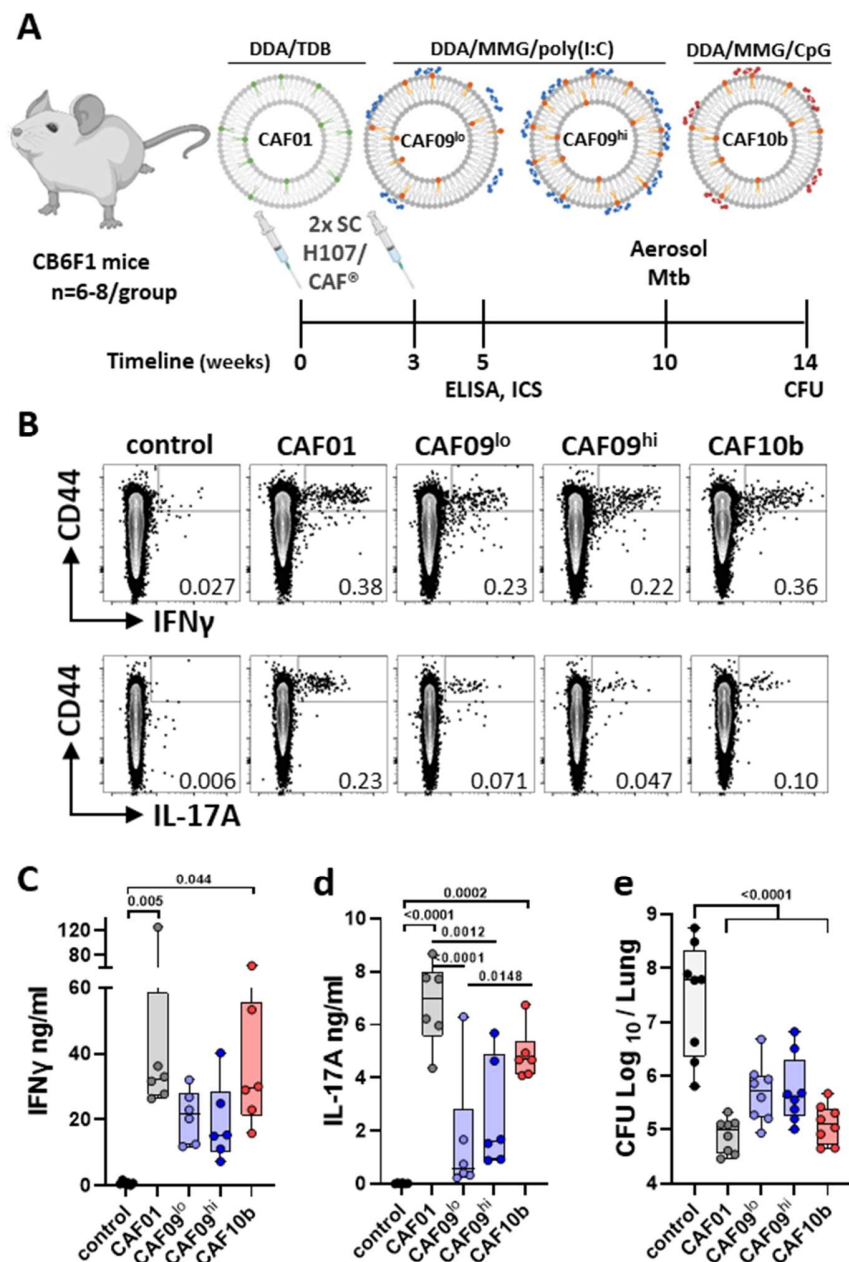 A
DDA/TDB
DDA/MMG/poly(I:C)
DDA/MMG/CpG
CAF01
CAF09lo
CAF09hi
CAF10b
CB6F1 mice
n=6-8/group
2x SC
H107/
CAF®
Aerosol
Mtb
Timeline (weeks)
0
3
5
10
14
ELISA, ICS
CFU
B
control
CAF01
CAF09lo
CAF09hi
CAF10b
CD44
0.027
0.38
0.23
0.22
0.36
IFNγ
CD44
0.006
0.23
0.071
0.047
0.10
IL-17A
C
0.044
0.005
120
80
60
40
20
0
IFNγ ng/ml
control
CAF01
CAF09lo
CAF09hi
CAF10b
d
0.0002
<0.0001
0.0012
<0.0001
0.0148
10
8
6
4
2
0
IL-17A ng/ml
control
CAF01
CAF09lo
CAF09hi
CAF10b
e
<0.0001
9
8
7
6
5
4
CFU Log 10 / Lung
control
CAF01
CAF09lo
CAF09hi
CAF10b